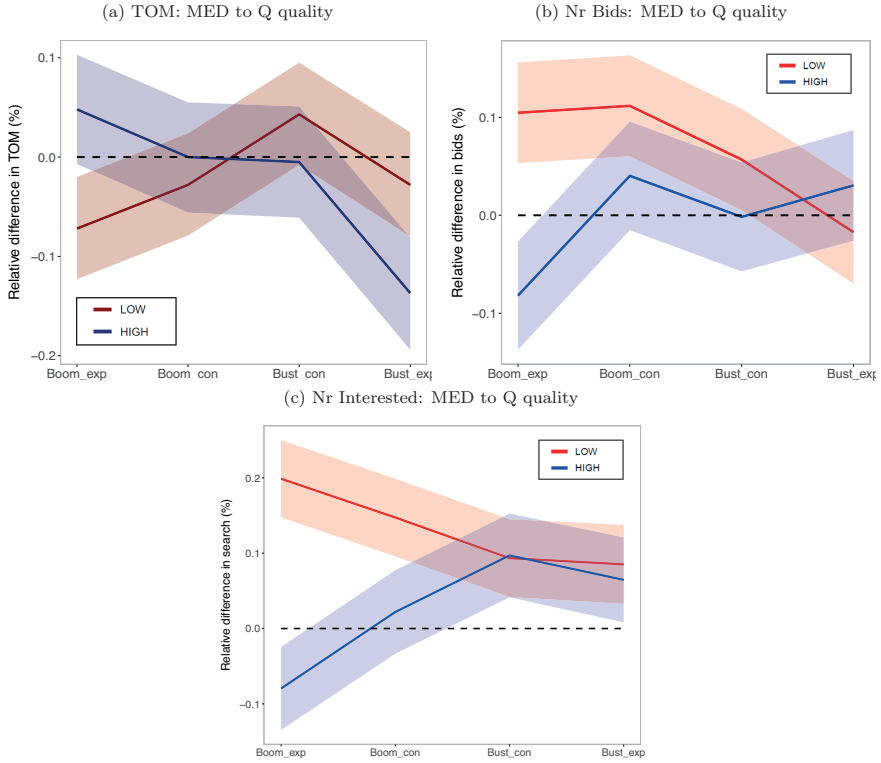 (a) TOM: MED to Q quality
Relative difference in TOM (%)
0.1
0.0
−0.1
−0.2
LOW
HIGH
Boom_exp
Boom_con
Bust_con
Bust_exp
(b) Nr Bids: MED to Q quality
Relative difference in bids (%)
0.1
0.0
−0.1
LOW
HIGH
Boom_exp
Boom_con
Bust_con
Bust_exp
(c) Nr Interested: MED to Q quality
Relative difference in search (%)
0.2
0.1
0.0
−0.1
LOW
HIGH
Boom_exp
Boom_con
Bust_con
Bust_exp